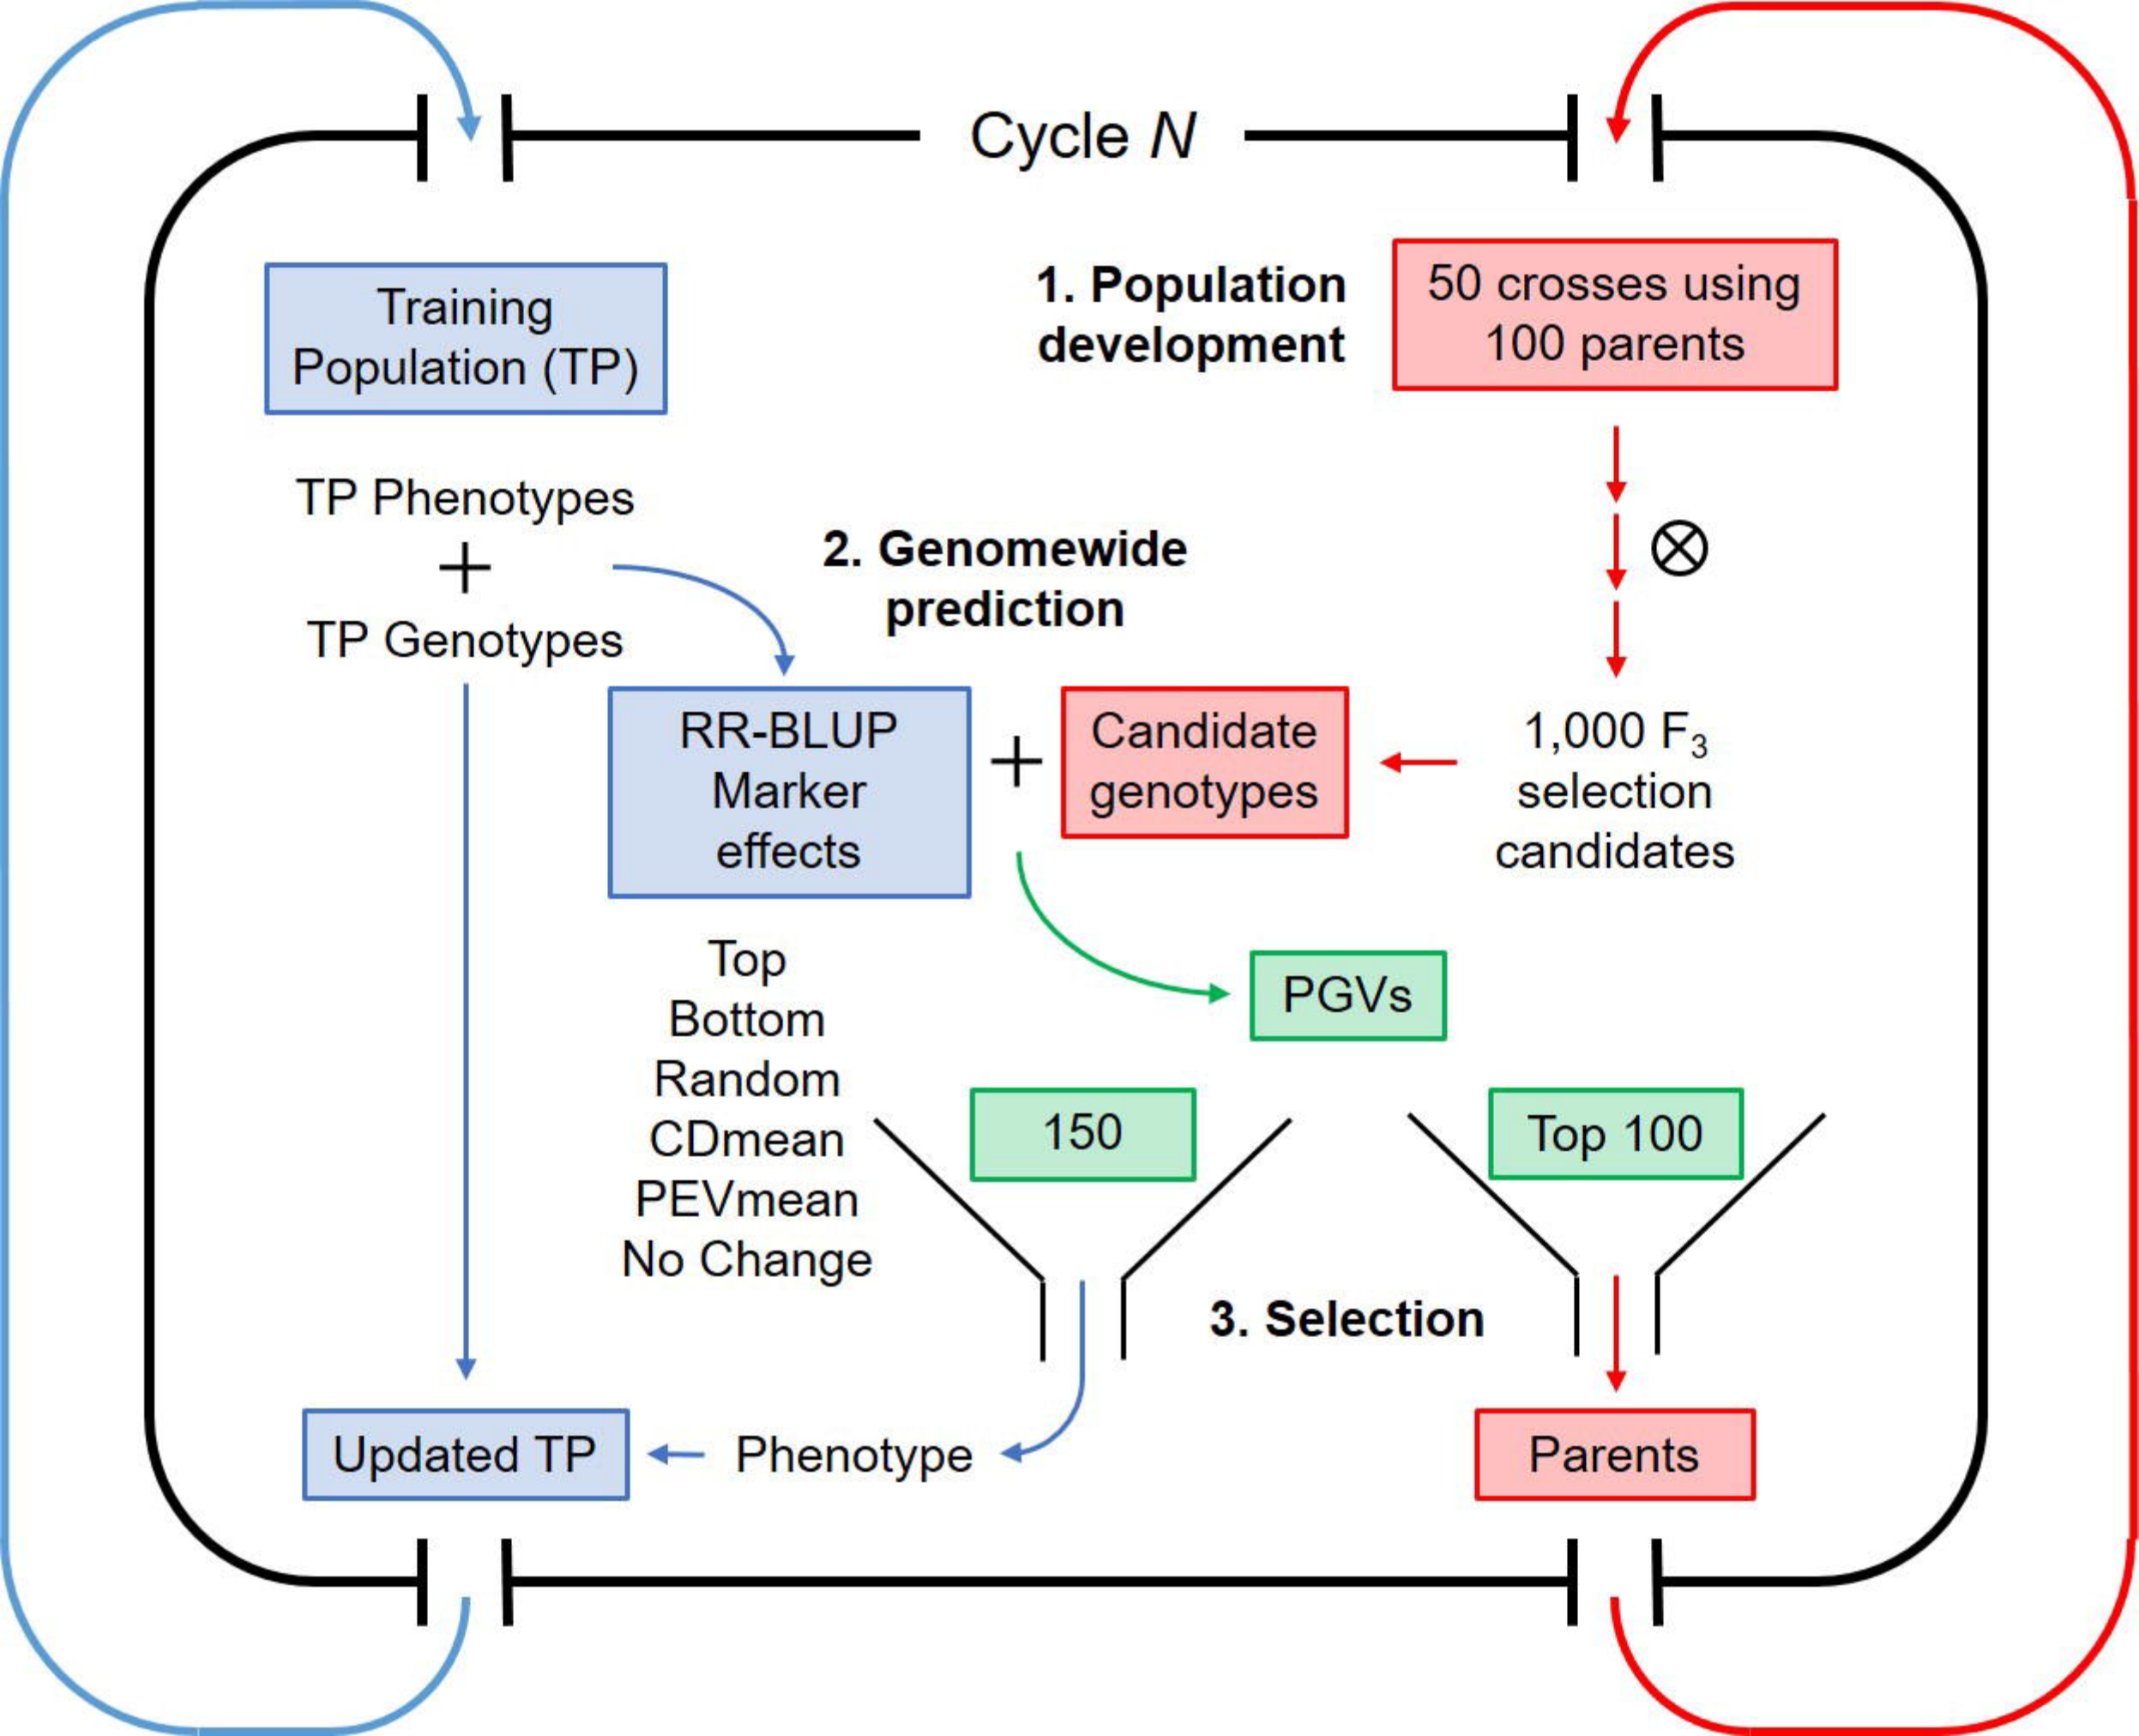 Cycle N
Training
Population (TP)
1. Population
development
50 crosses using
100 parents
TP Phenotypes
+
TP Genotypes
2. Genomewide
prediction
RR-BLUP
Marker
effects
+
Candidate
genotypes
1,000 F₃
selection
candidates
Top
Bottom
Random
CDmean
PEVmean
No Change
PGVs
150
Top 100
3. Selection
Updated TP
Phenotype
Parents